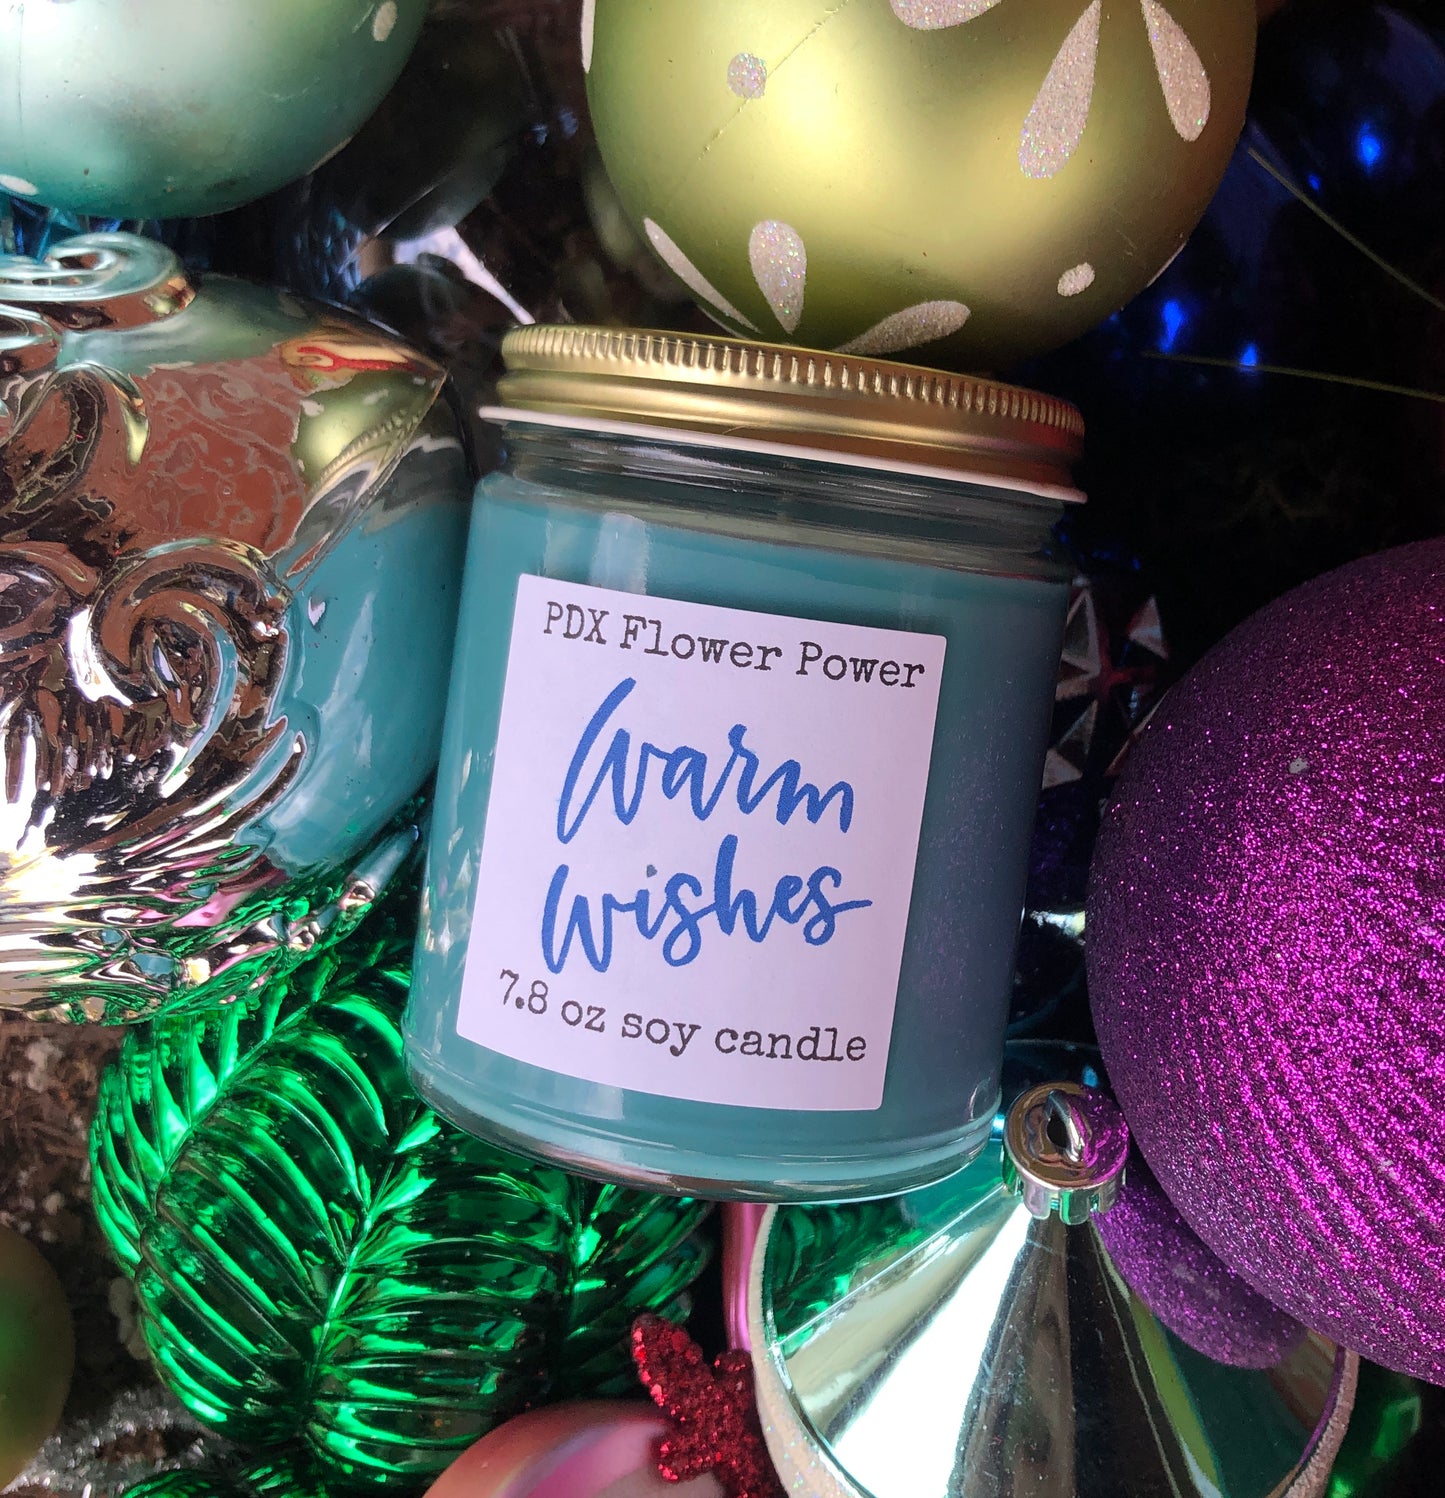 PDX Flower Power
Warm
wishes
7.8 oz soy candle